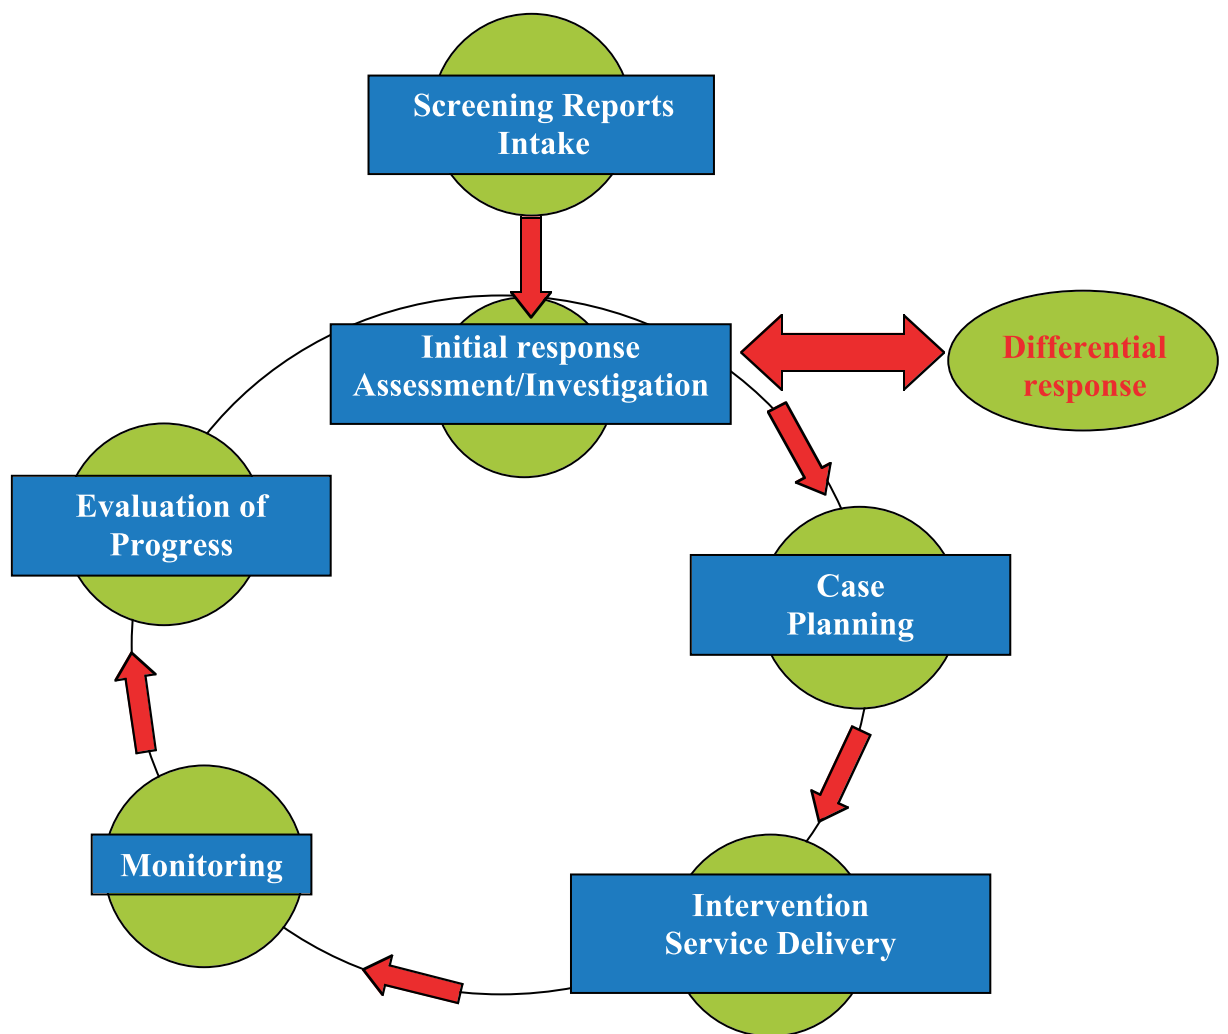 Screening Reports
Intake
Initial response
Assessment/Investigation
Differential
response
Evaluation of
Progress
Case
Planning
Monitoring
Intervention
Service Delivery